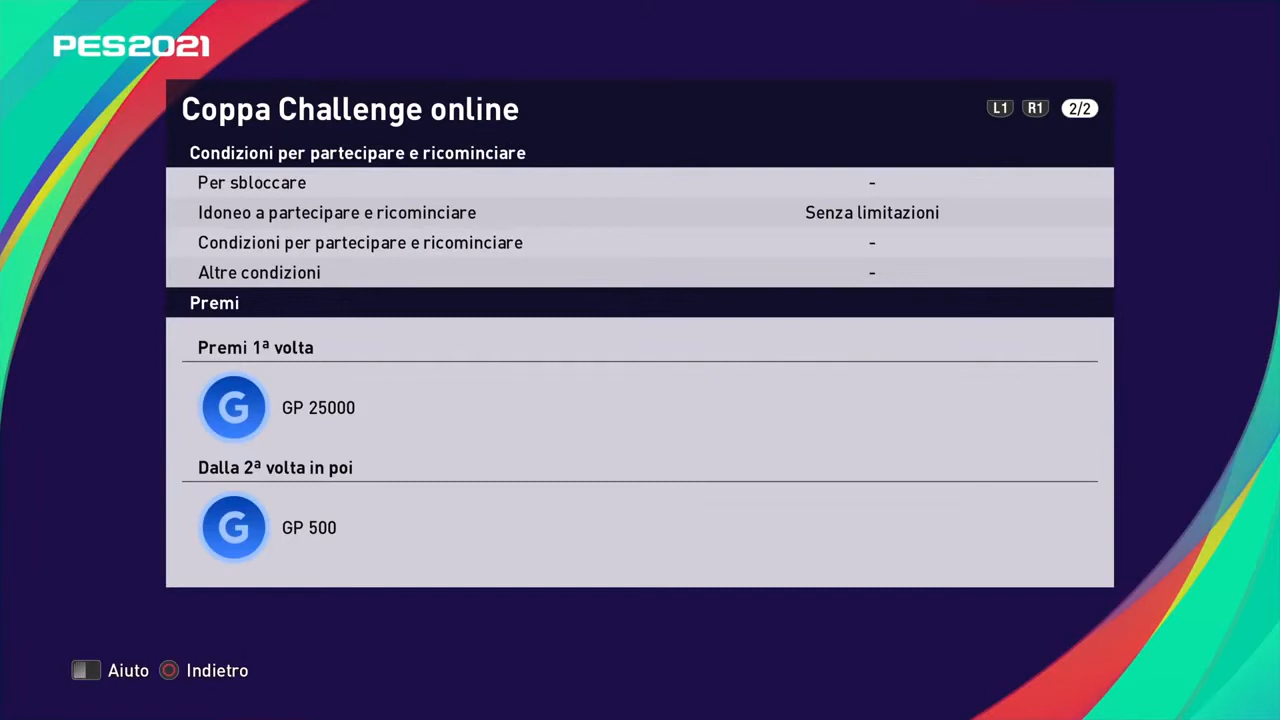 PES2021
Coppa Challenge online
L1 R1 2/2
Condizioni per partecipare e ricominciare
Per sbloccare -
Idoneo a partecipare e ricominciare Senza limitazioni
Condizioni per partecipare e ricominciare -
Altre condizioni -
Premi
Premi 1ª volta
G GP 25000
Dalla 2ª volta in poi
G GP 500
Aiuto Indietro